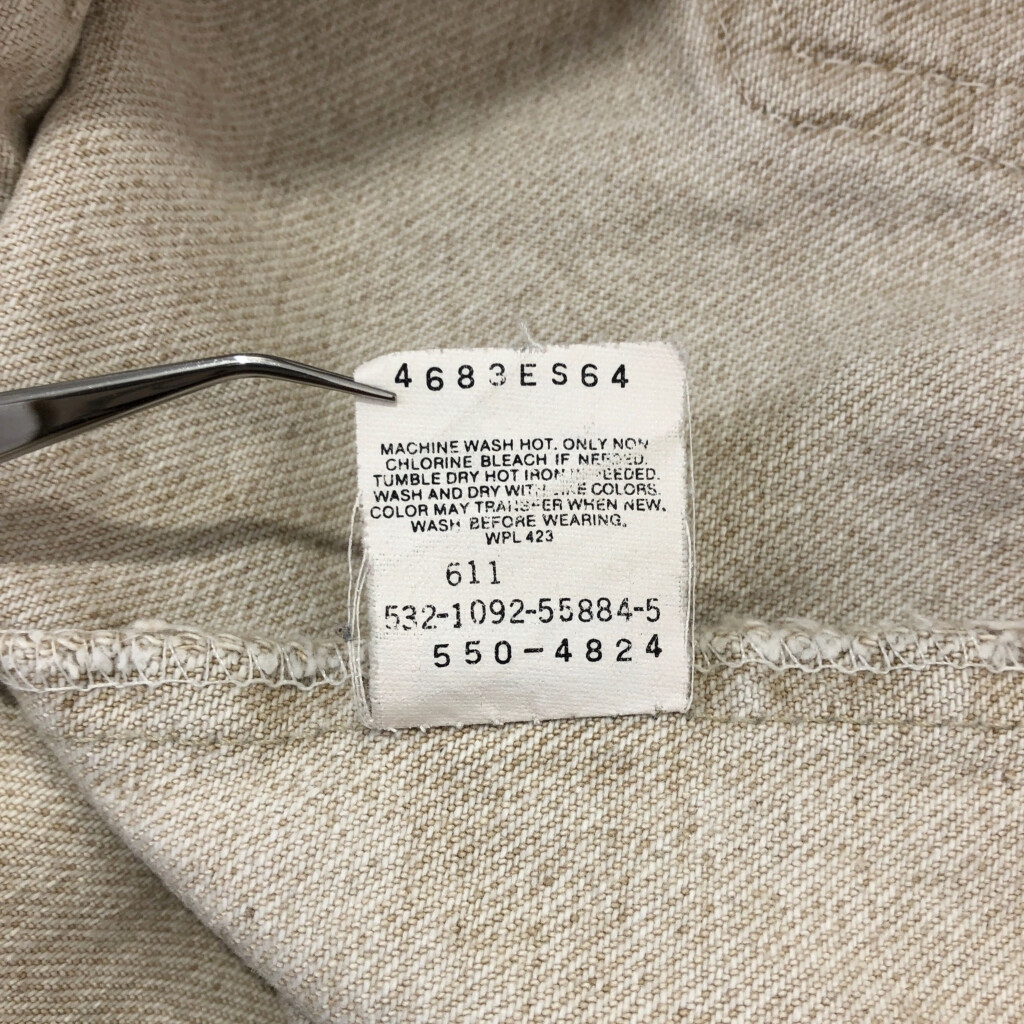 4683ES64
MACHINE WASH HOT. ONLY NON
CHLORINE BLEACH IF NEEDED.
TUMBLE DRY HOT IRON IF NEEDED.
WASH AND DRY WITH LIKE COLORS.
COLOR MAY TRANSFER WHEN NEW.
WASH BEFORE WEARING.
WPL 423
611
532-1092-55884-5
550-4824